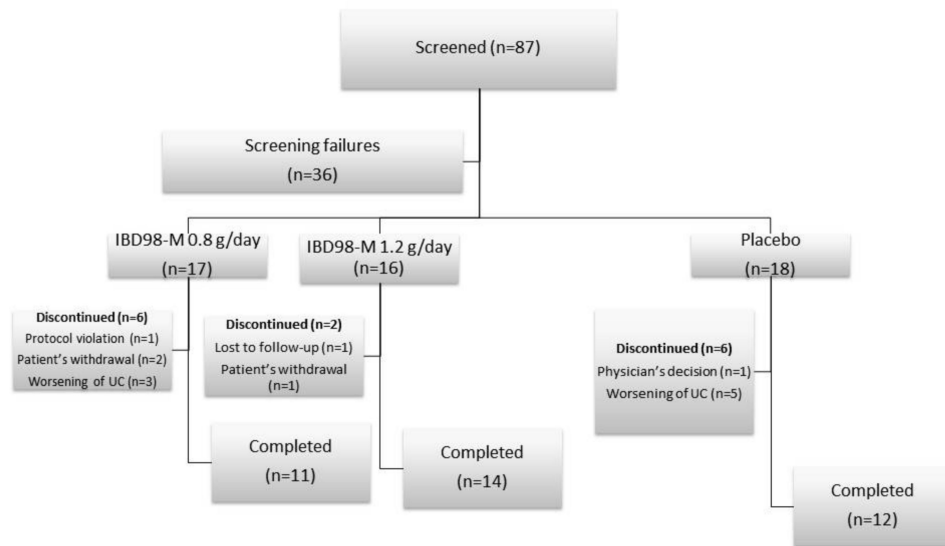 Screened (n=87)
Screening failures
(n=36)
IBD98-M 0.8 g/day
(n=17)
IBD98-M 1.2 g/day
(n=16)
Placebo
(n=18)
Discontinued (n=6)
Protocol violation (n=1)
Patient's withdrawal (n=2)
Worsening of UC (n=3)
Discontinued (n=2)
Lost to follow-up (n=1)
Patient's withdrawal
(n=1)
Discontinued (n=6)
Physician's decision (n=1)
Worsening of UC (n=5)
Completed
(n=11)
Completed
(n=14)
Completed
(n=12)